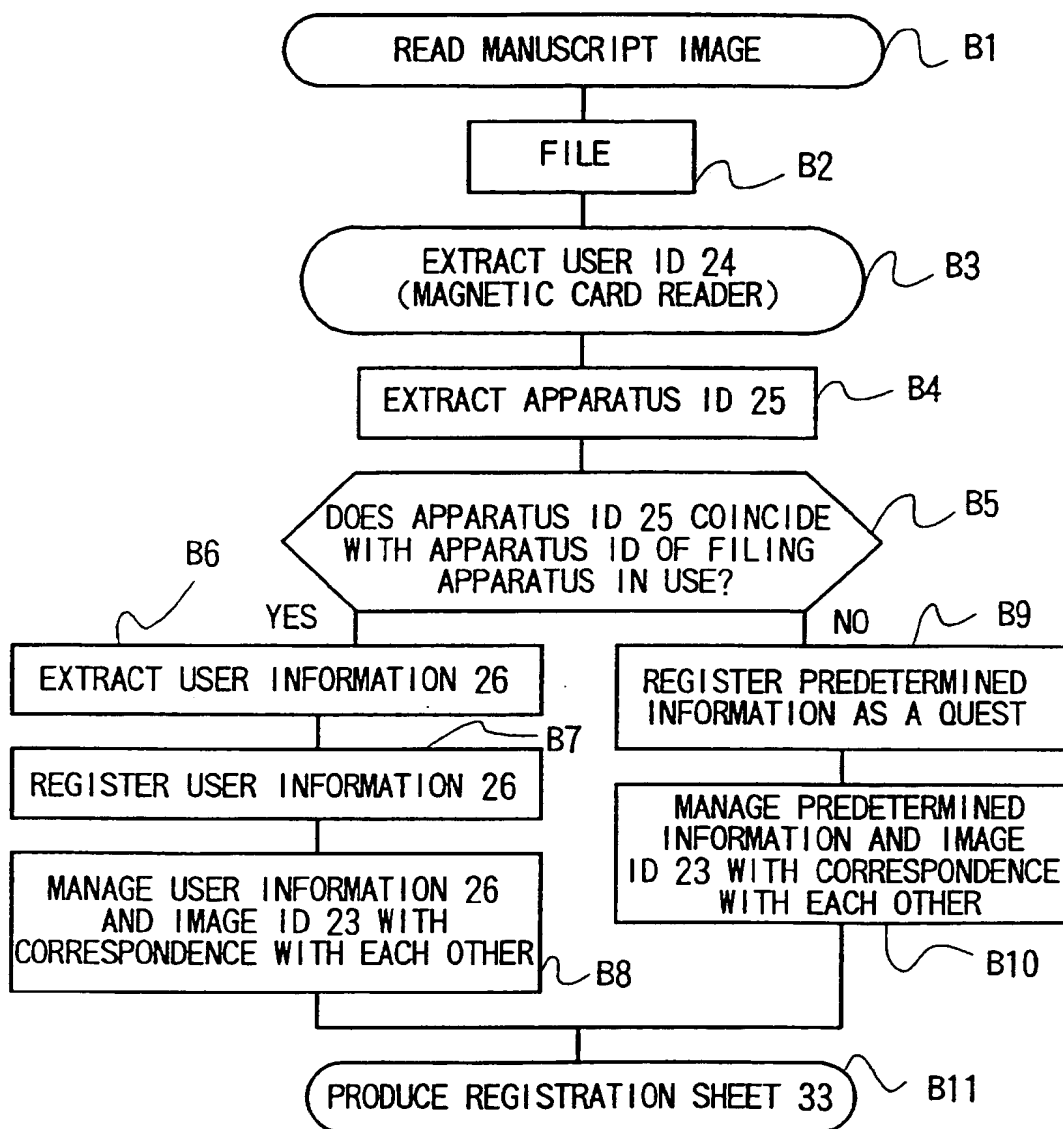 READ MANUSCRIPT IMAGE
B1
FILE
B2
EXTRACT USER ID 24
(MAGNETIC CARD READER)
B3
EXTRACT APPARATUS ID 25
B4
DOES APPARATUS ID 25 COINCIDE
WITH APPARATUS ID OF FILING
APPARATUS IN USE?
B5
YES
NO
B6
EXTRACT USER INFORMATION 26
B7
REGISTER USER INFORMATION 26
MANAGE USER INFORMATION 26
AND IMAGE ID 23 WITH
CORRESPONDENCE WITH EACH OTHER
B8
B9
REGISTER PREDETERMINED
INFORMATION AS A QUEST
MANAGE PREDETERMINED
INFORMATION AND IMAGE
ID 23 WITH CORRESPONDENCE
WITH EACH OTHER
B10
PRODUCE REGISTRATION SHEET 33
B11